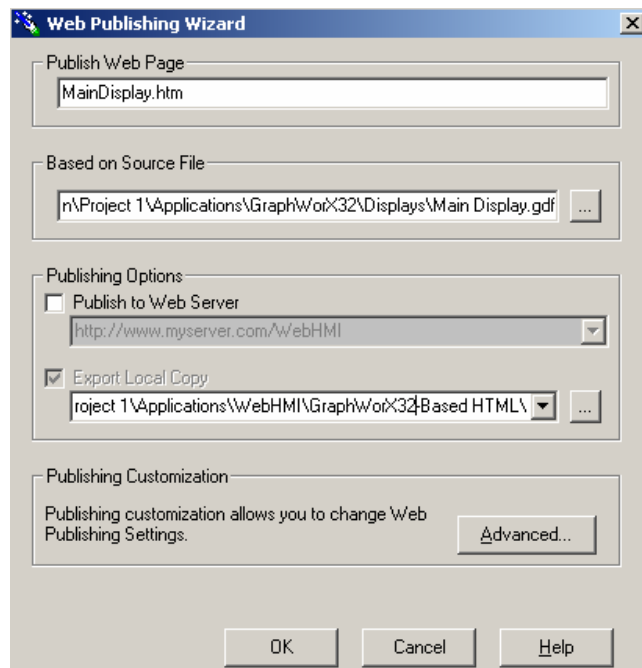 Web Publishing Wizard
Publish Web Page
MainDisplay.htm
Based on Source File
n\Project 1\Applications\GraphWorX32\Displays\Main Display.gdf
...
Publishing Options
Publish to Web Server
http://www.myserver.com/WebHMI
Export Local Copy
roject 1\Applications\WebHMI\GraphWorX32-Based HTML\
...
Publishing Customization
Publishing customization allows you to change Web
Publishing Settings.
Advanced...
OK Cancel Help